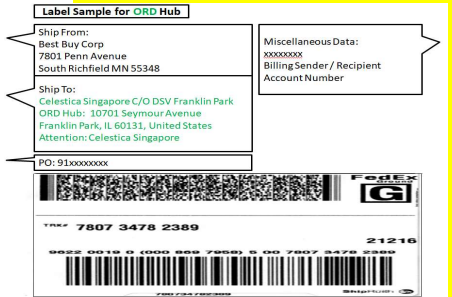 Label Sample for ORD Hub
Ship From:
Best Buy Corp
7801 Penn Avenue
South Richfield MN 55348
Miscellaneous Data:
xxxxxxxx
Billing Sender / Recipient
Account Number
Ship To:
Celestica Singapore C/O DSV Franklin Park
ORD Hub: 10701 Seymour Avenue
Franklin Park, IL 60131, United States
Attention: Celestica Singapore
PO: 91xxxxxxxx
FedEx
Ground
G
TRK# 7807 3478 2389
21216
9622 0019 0 (000 869 7968) 5 00 7807 3478 2389
780734782389